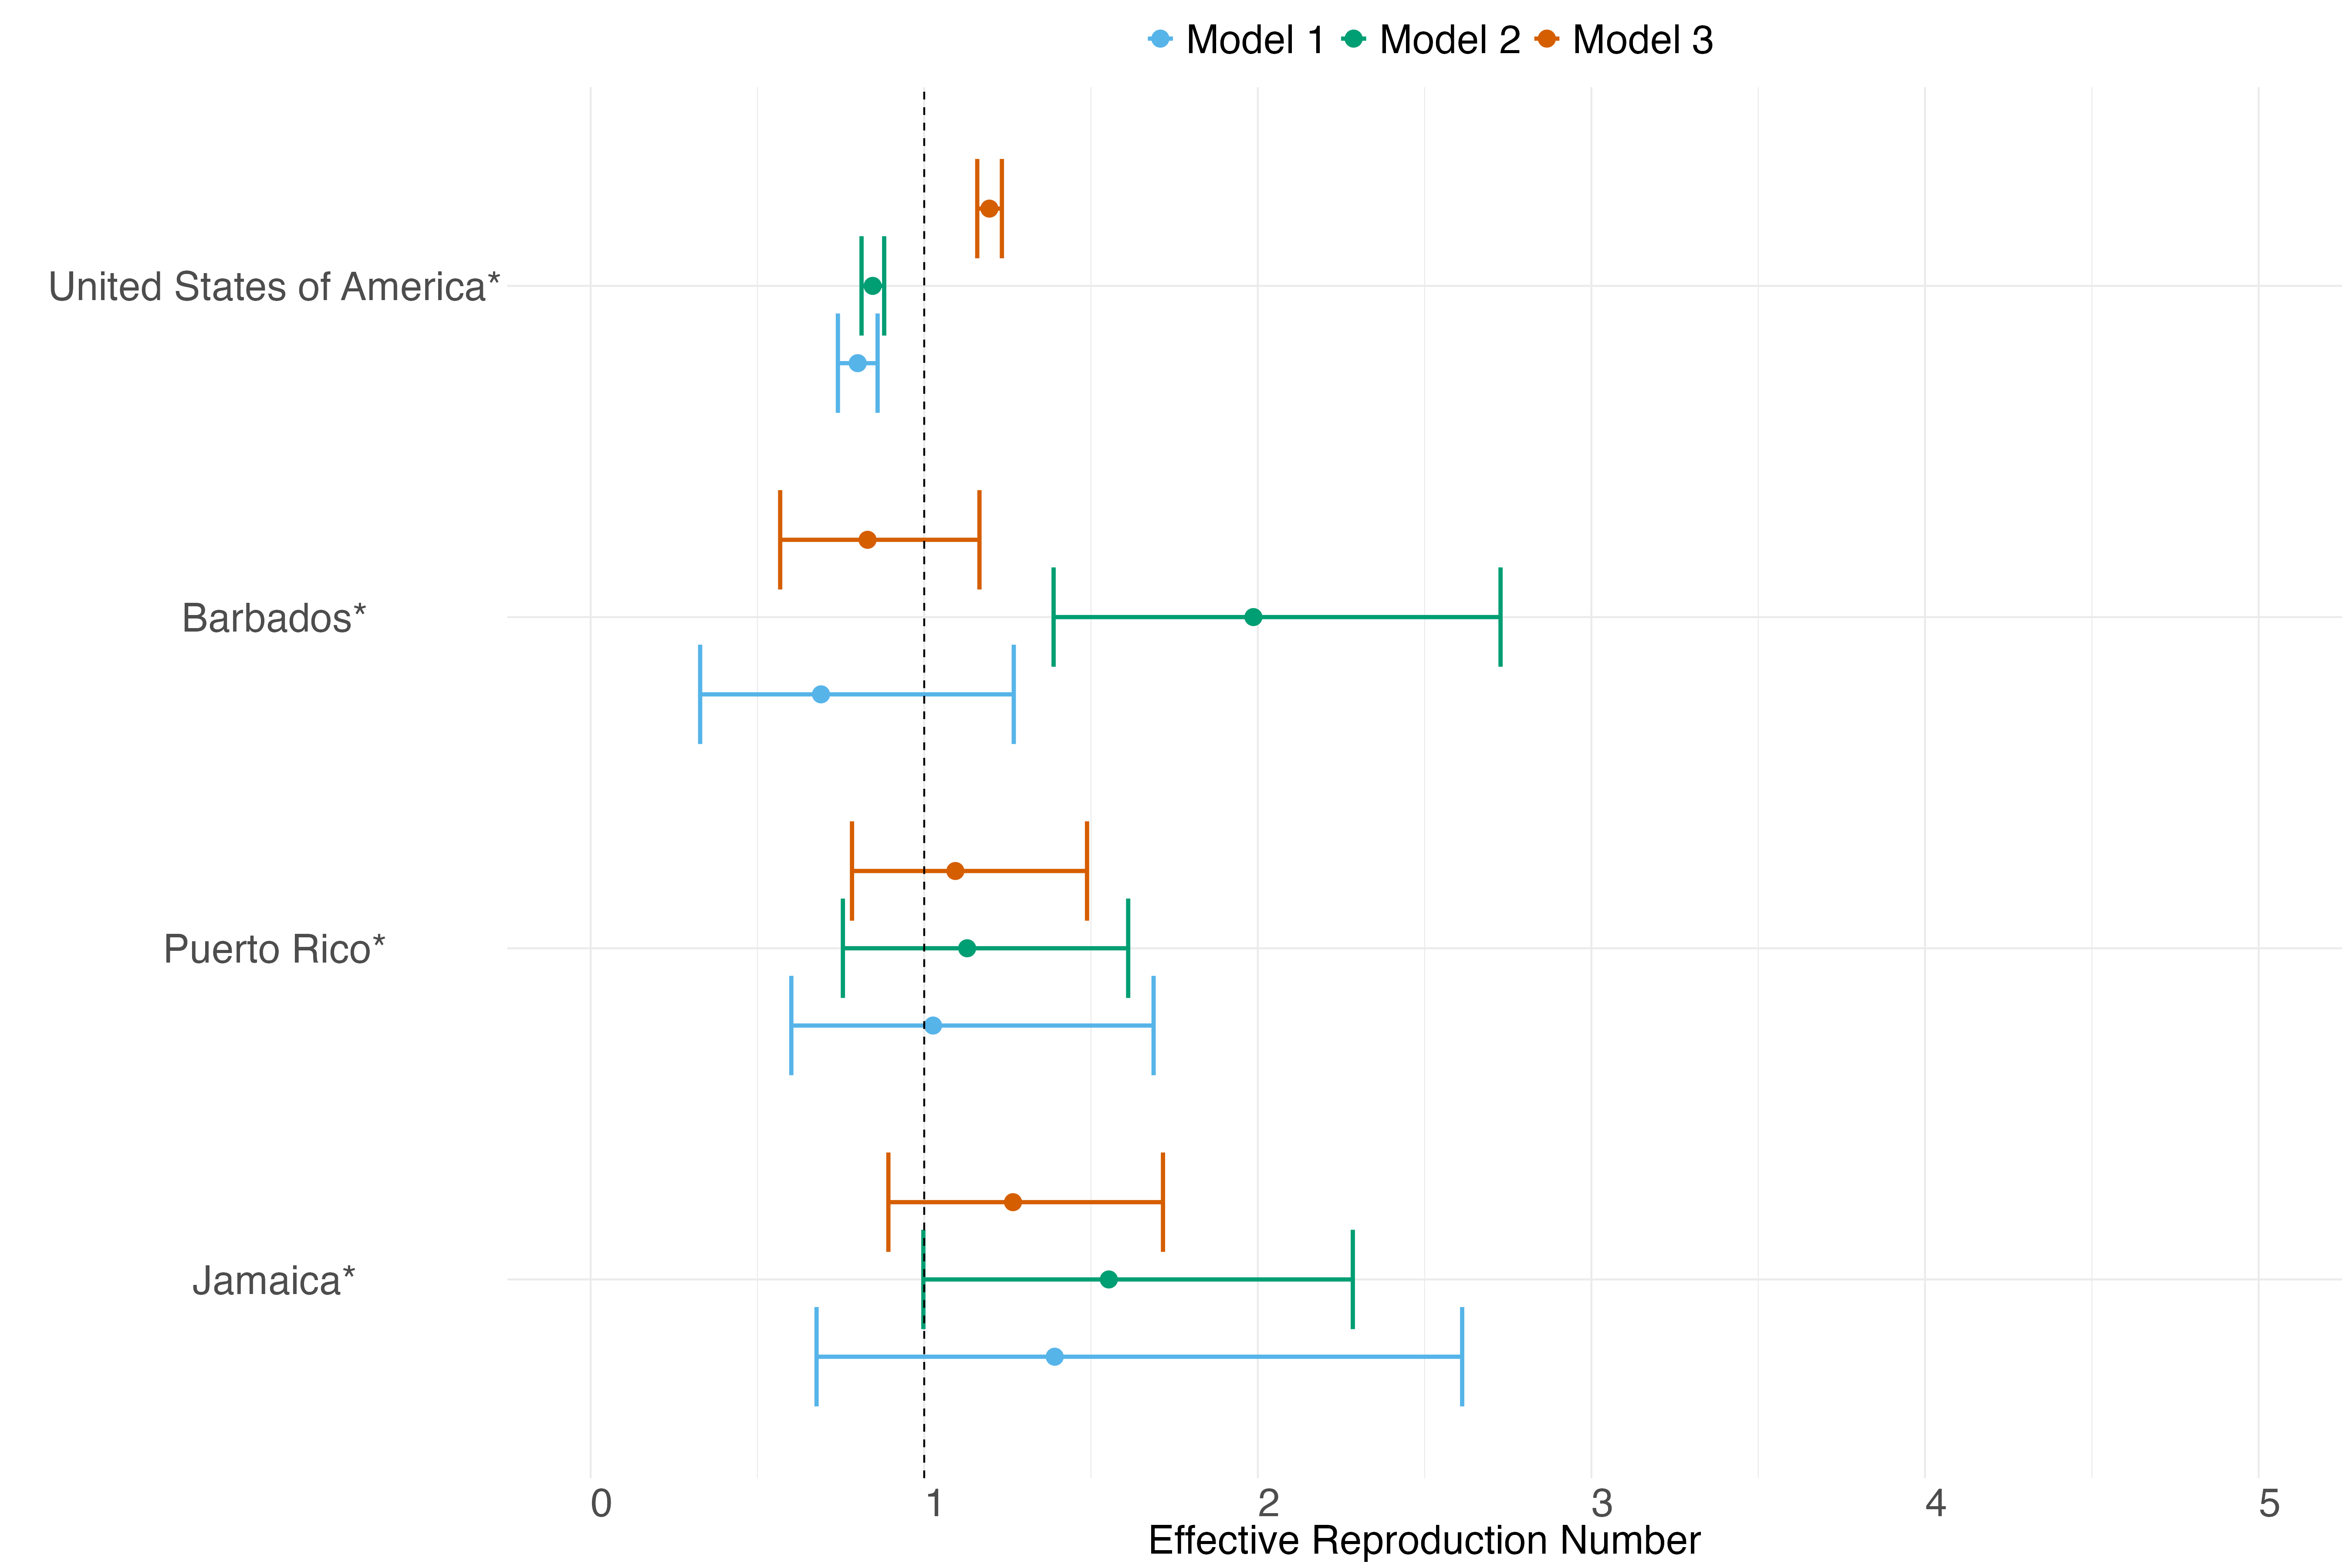 Model 1 Model 2 Model 3
United States of America*
Barbados*
Puerto Rico*
Jamaica*
0 1 2 3 4 5
Effective Reproduction Number